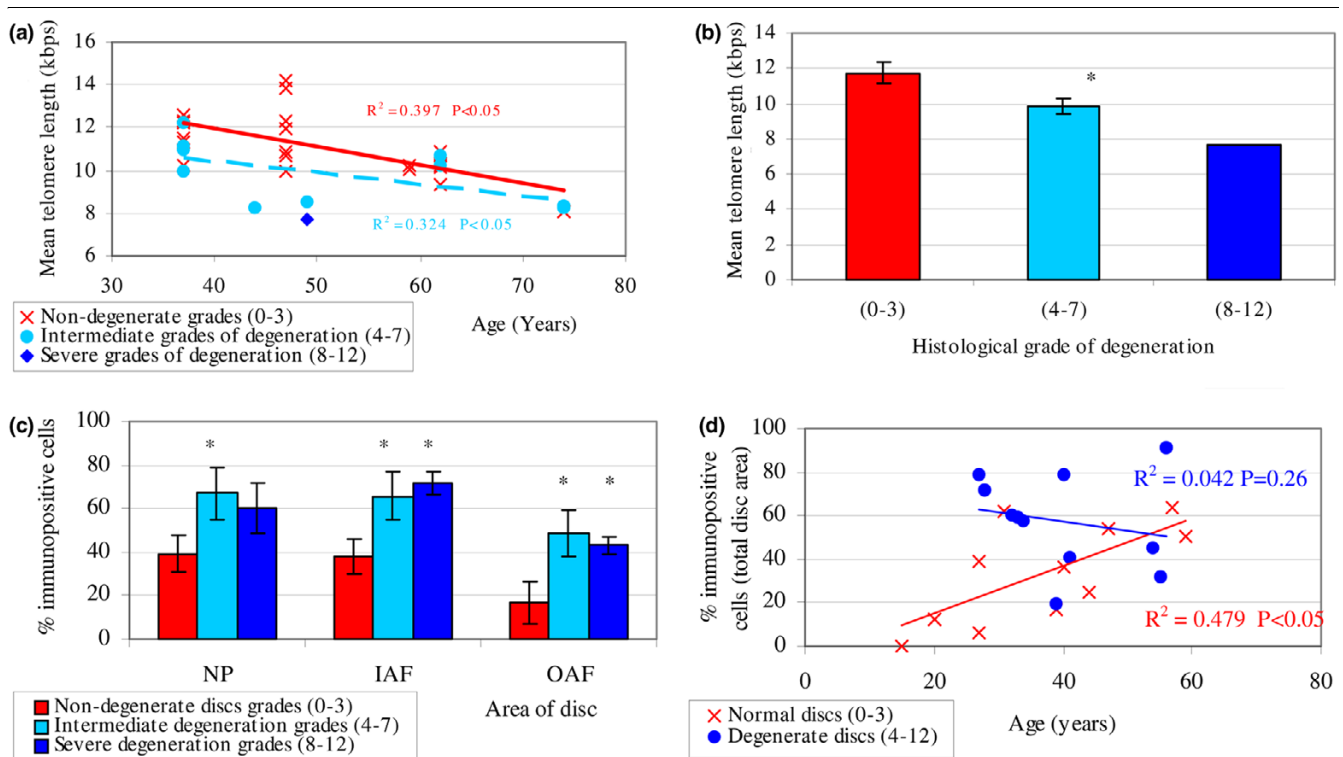 (a)
Mean telomere length (kbps)
16
14
12
10
8
6
R² =0.397 P<0.05
R² =0.324 P<0.05
30 40 50 60 70 80
Age (Years)
Non-degenerate grades (0-3)
Intermediate grades of degeneration (4-7)
Severe grades of degeneration (8-12)
(b)
Mean telomere length (kbps)
16
14
12
10
8
6
4
2
0
*
(0-3) (4-7) (8-12)
Histological grade of degeneration
(c)
% immunopositive cells
100
80
60
40
20
0
* * * * *
NP IAF OAF
Area of disc
Non-degenerate discs grades (0-3)
Intermediate degeneration grades (4-7)
Severe degeneration grades (8-12)
(d)
% immunopositive
cells (total disc area)
100
80
60
40
20
0
R² = 0.042 P=0.26
R² = 0.479 P<0.05
0 20 40 60 80
Age (years)
Normal discs (0-3)
Degenerate discs (4-12)